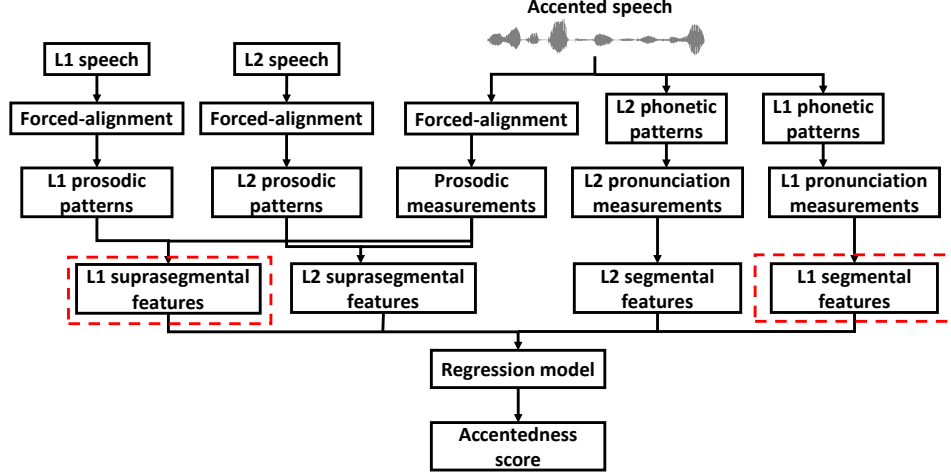 Accented speech
L1 speech
L2 speech
Forced-alignment
Forced-alignment
Forced-alignment
L2 phonetic
patterns
L1 phonetic
patterns
L1 prosodic
patterns
L2 prosodic
patterns
Prosodic
measurements
L2 pronunciation
measurements
L1 pronunciation
measurements
L1 suprasegmental
features
L2 suprasegmental
features
L2 segmental
features
L1 segmental
features
Regression model
Accentedness
score